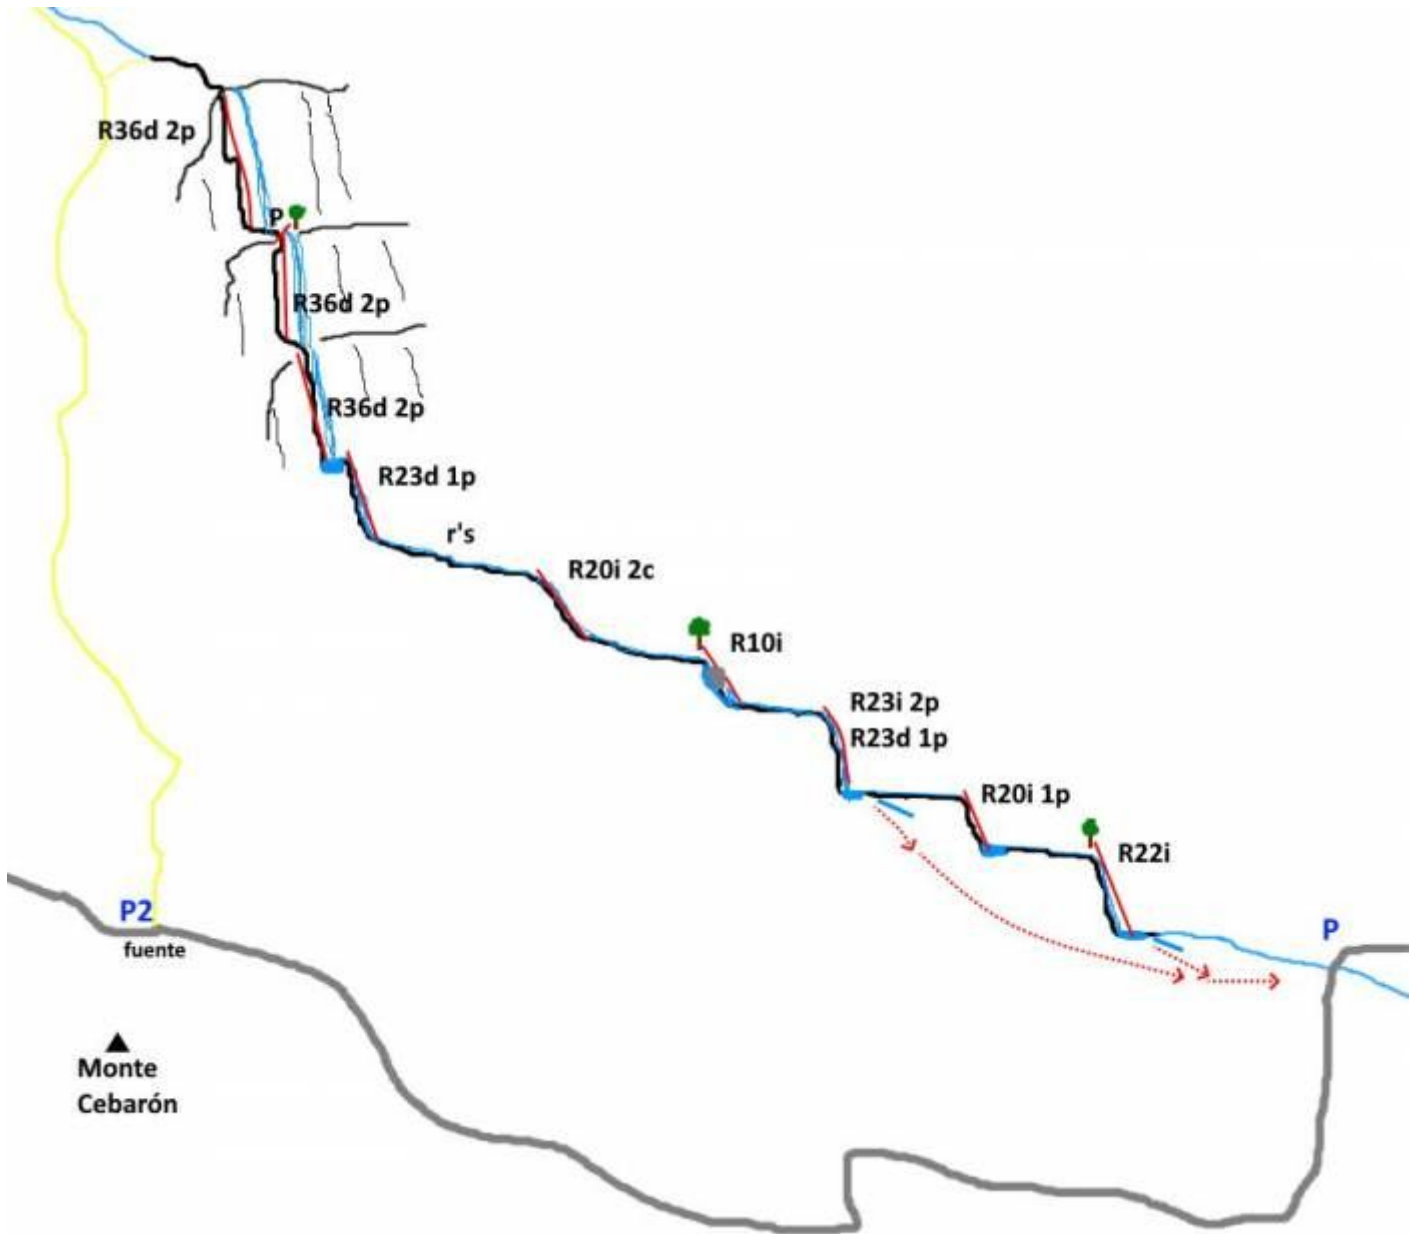 R36d 2p
P
R36d 2p
R36d 2p
R23d 1p
r's
R20i 2c
R10i
R23i 2p
R23d 1p
R20i 1p
R22i
P2
fuente
P
Monte
Cebarón